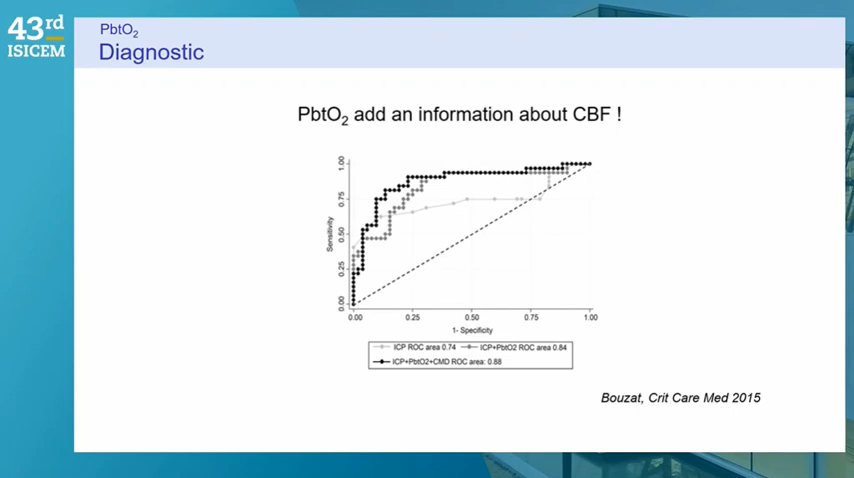 43rd
ISICEM
PbtO2
Diagnostic
PbtO2 add an information about CBF !
1.00
0.75
0.50
0.25
0.00
Sensitivity
0.00 0.25 0.50 0.75 1.00
1- Specificity
ICP ROC area 0.74 ICP+PbtO2 ROC area 0.84
ICP+PbtO2+CMD ROC area: 0.88
Bouzat, Crit Care Med 2015